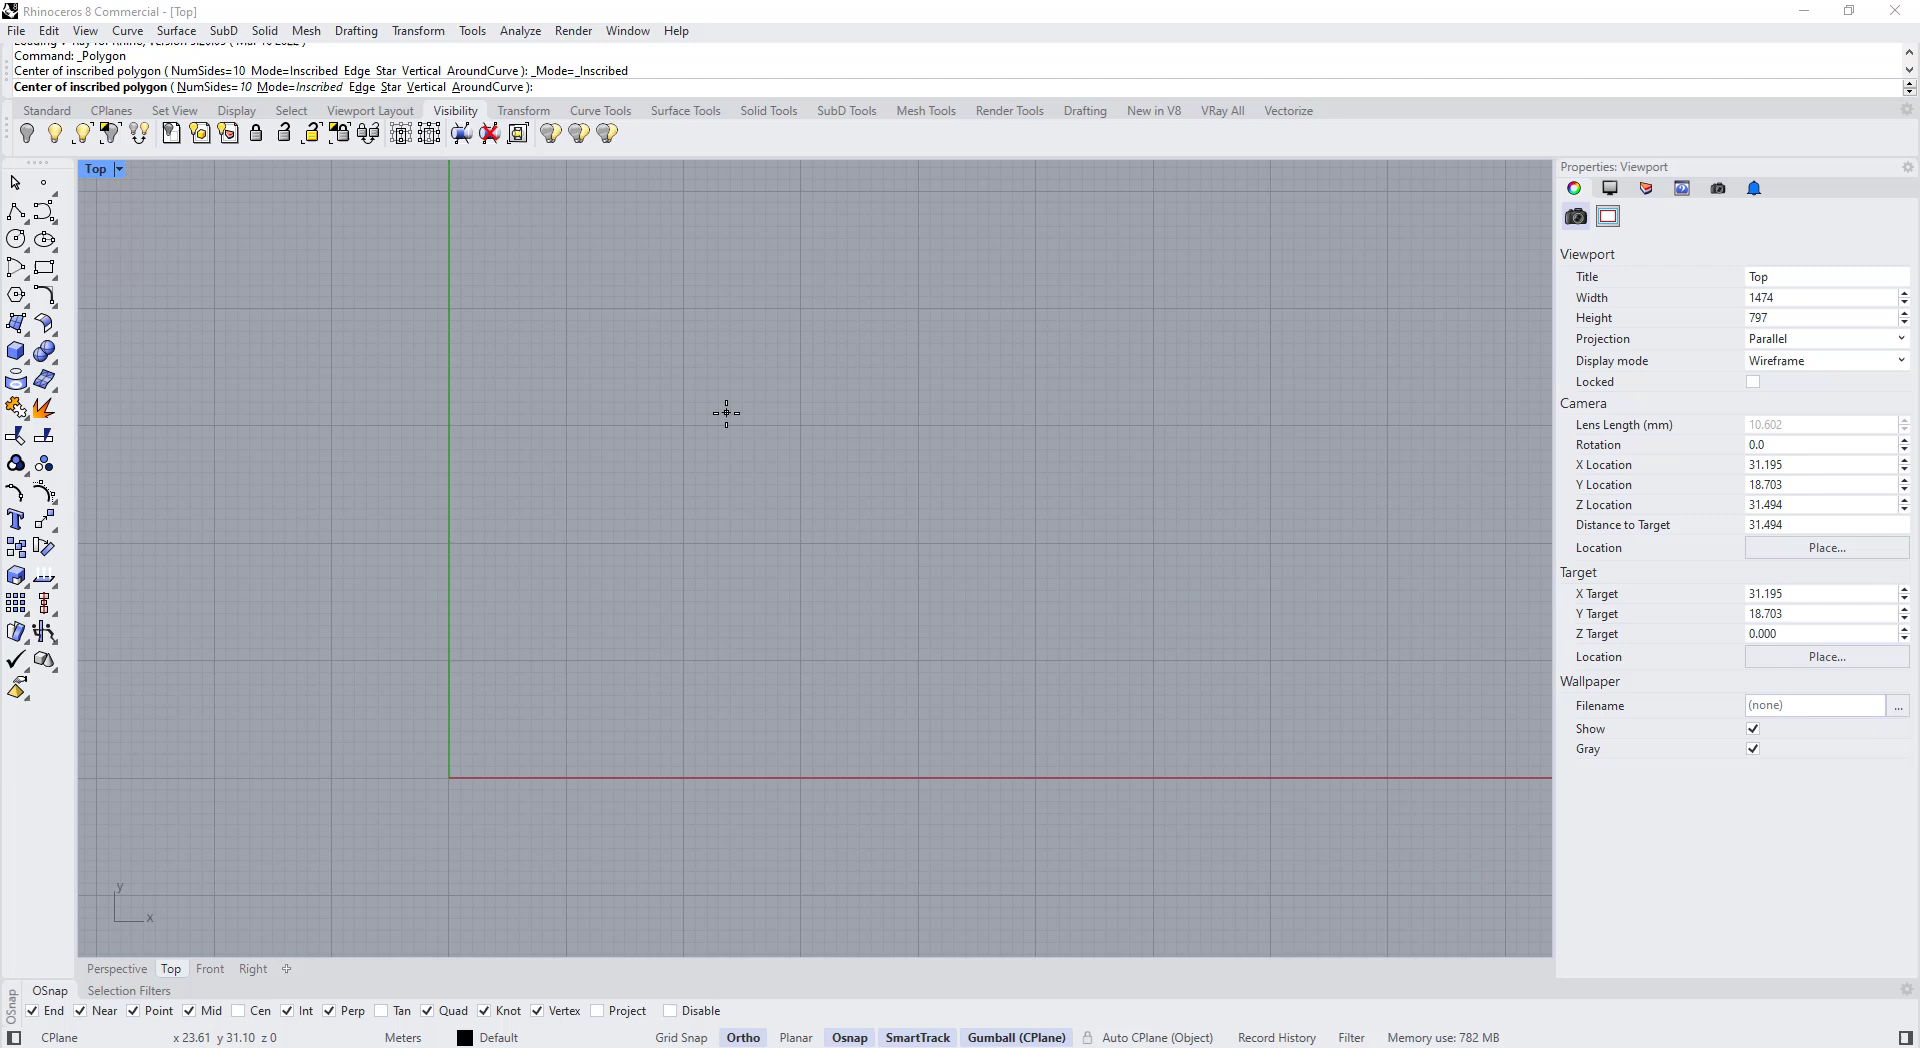 Rhinoceros 8 Commercial - [Top]
File Edit View Curve Surface SubD Solid Mesh Drafting Transform Tools Analyze Render Window Help
Command: _Polygon
Center of inscribed polygon ( NumSides=10 Mode=Inscribed Edge Star Vertical AroundCurve ): _Mode=_Inscribed
Center of inscribed polygon ( NumSides=10 Mode=Inscribed Edge Star Vertical AroundCurve ):
Standard CPlanes Set View Display Select Viewport Layout Visibility Transform Curve Tools Surface Tools Solid Tools SubD Tools Mesh Tools Render Tools Drafting New in V8 VRay All Vectorize
Top
Properties: Viewport
Viewport
Title Top
Width 1474
Height 797
Projection Parallel
Display mode Wireframe
Locked
Camera
Lens Length (mm) 10.602
Rotation 0.0
X Location 31.195
Y Location 18.703
Z Location 31.494
Distance to Target 31.494
Location Place...
Target
X Target 31.195
Y Target 18.703
Z Target 0.000
Location Place...
Wallpaper
Filename (none) ...
Show
Gray
y
x
Perspective Top Front Right
OSnap Selection Filters
OSnap
End Near Point Mid Cen Int Perp Tan Quad Knot Vertex Project Disable
CPlane x 23.61 y 31.10 z 0 Meters Default Grid Snap Ortho Planar Osnap SmartTrack Gumball (CPlane) Auto CPlane (Object) Record History Filter Memory use: 782 MB